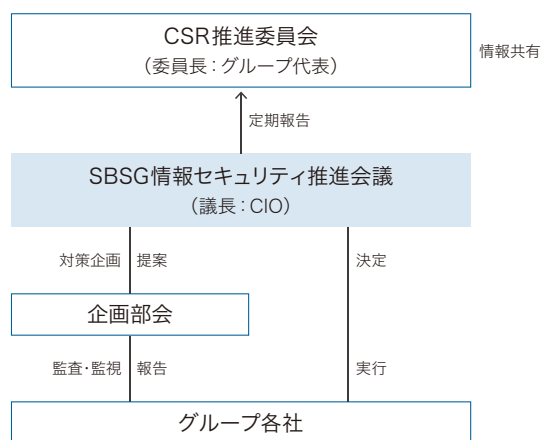 CSR推進委員会
（委員長：グループ代表）
情報共有
定期報告
SBSG情報セキュリティ推進会議
（議長：CIO）
対策企画 提案
決定
企画部会
監査・監視 報告
実行
グループ各社